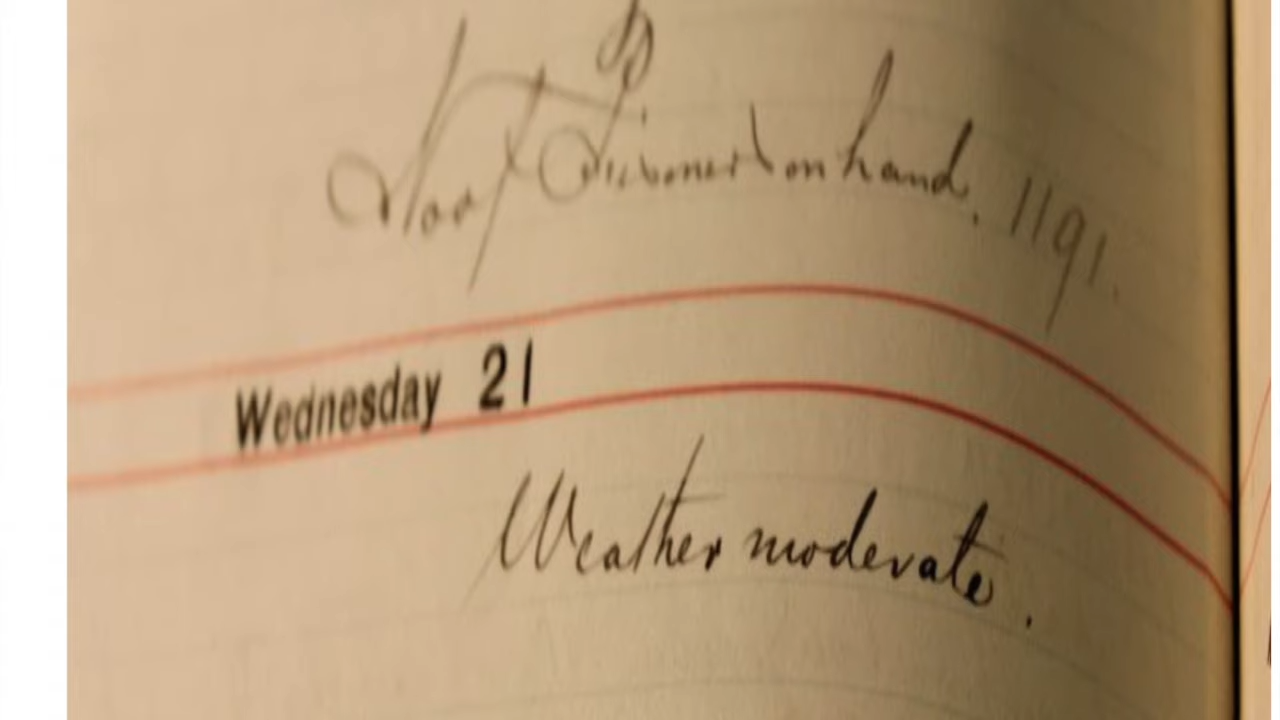 No of Prisoners on hand. 1191.
Wednesday 21
Weather moderate.